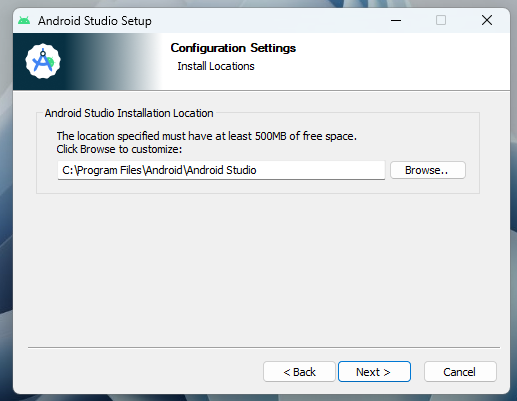 Android Studio Setup
Configuration Settings
Install Locations
Android Studio Installation Location
The location specified must have at least 500MB of free space.
Click Browse to customize:
C:\Program Files\Android\Android Studio
Browse..
< Back
Next >
Cancel